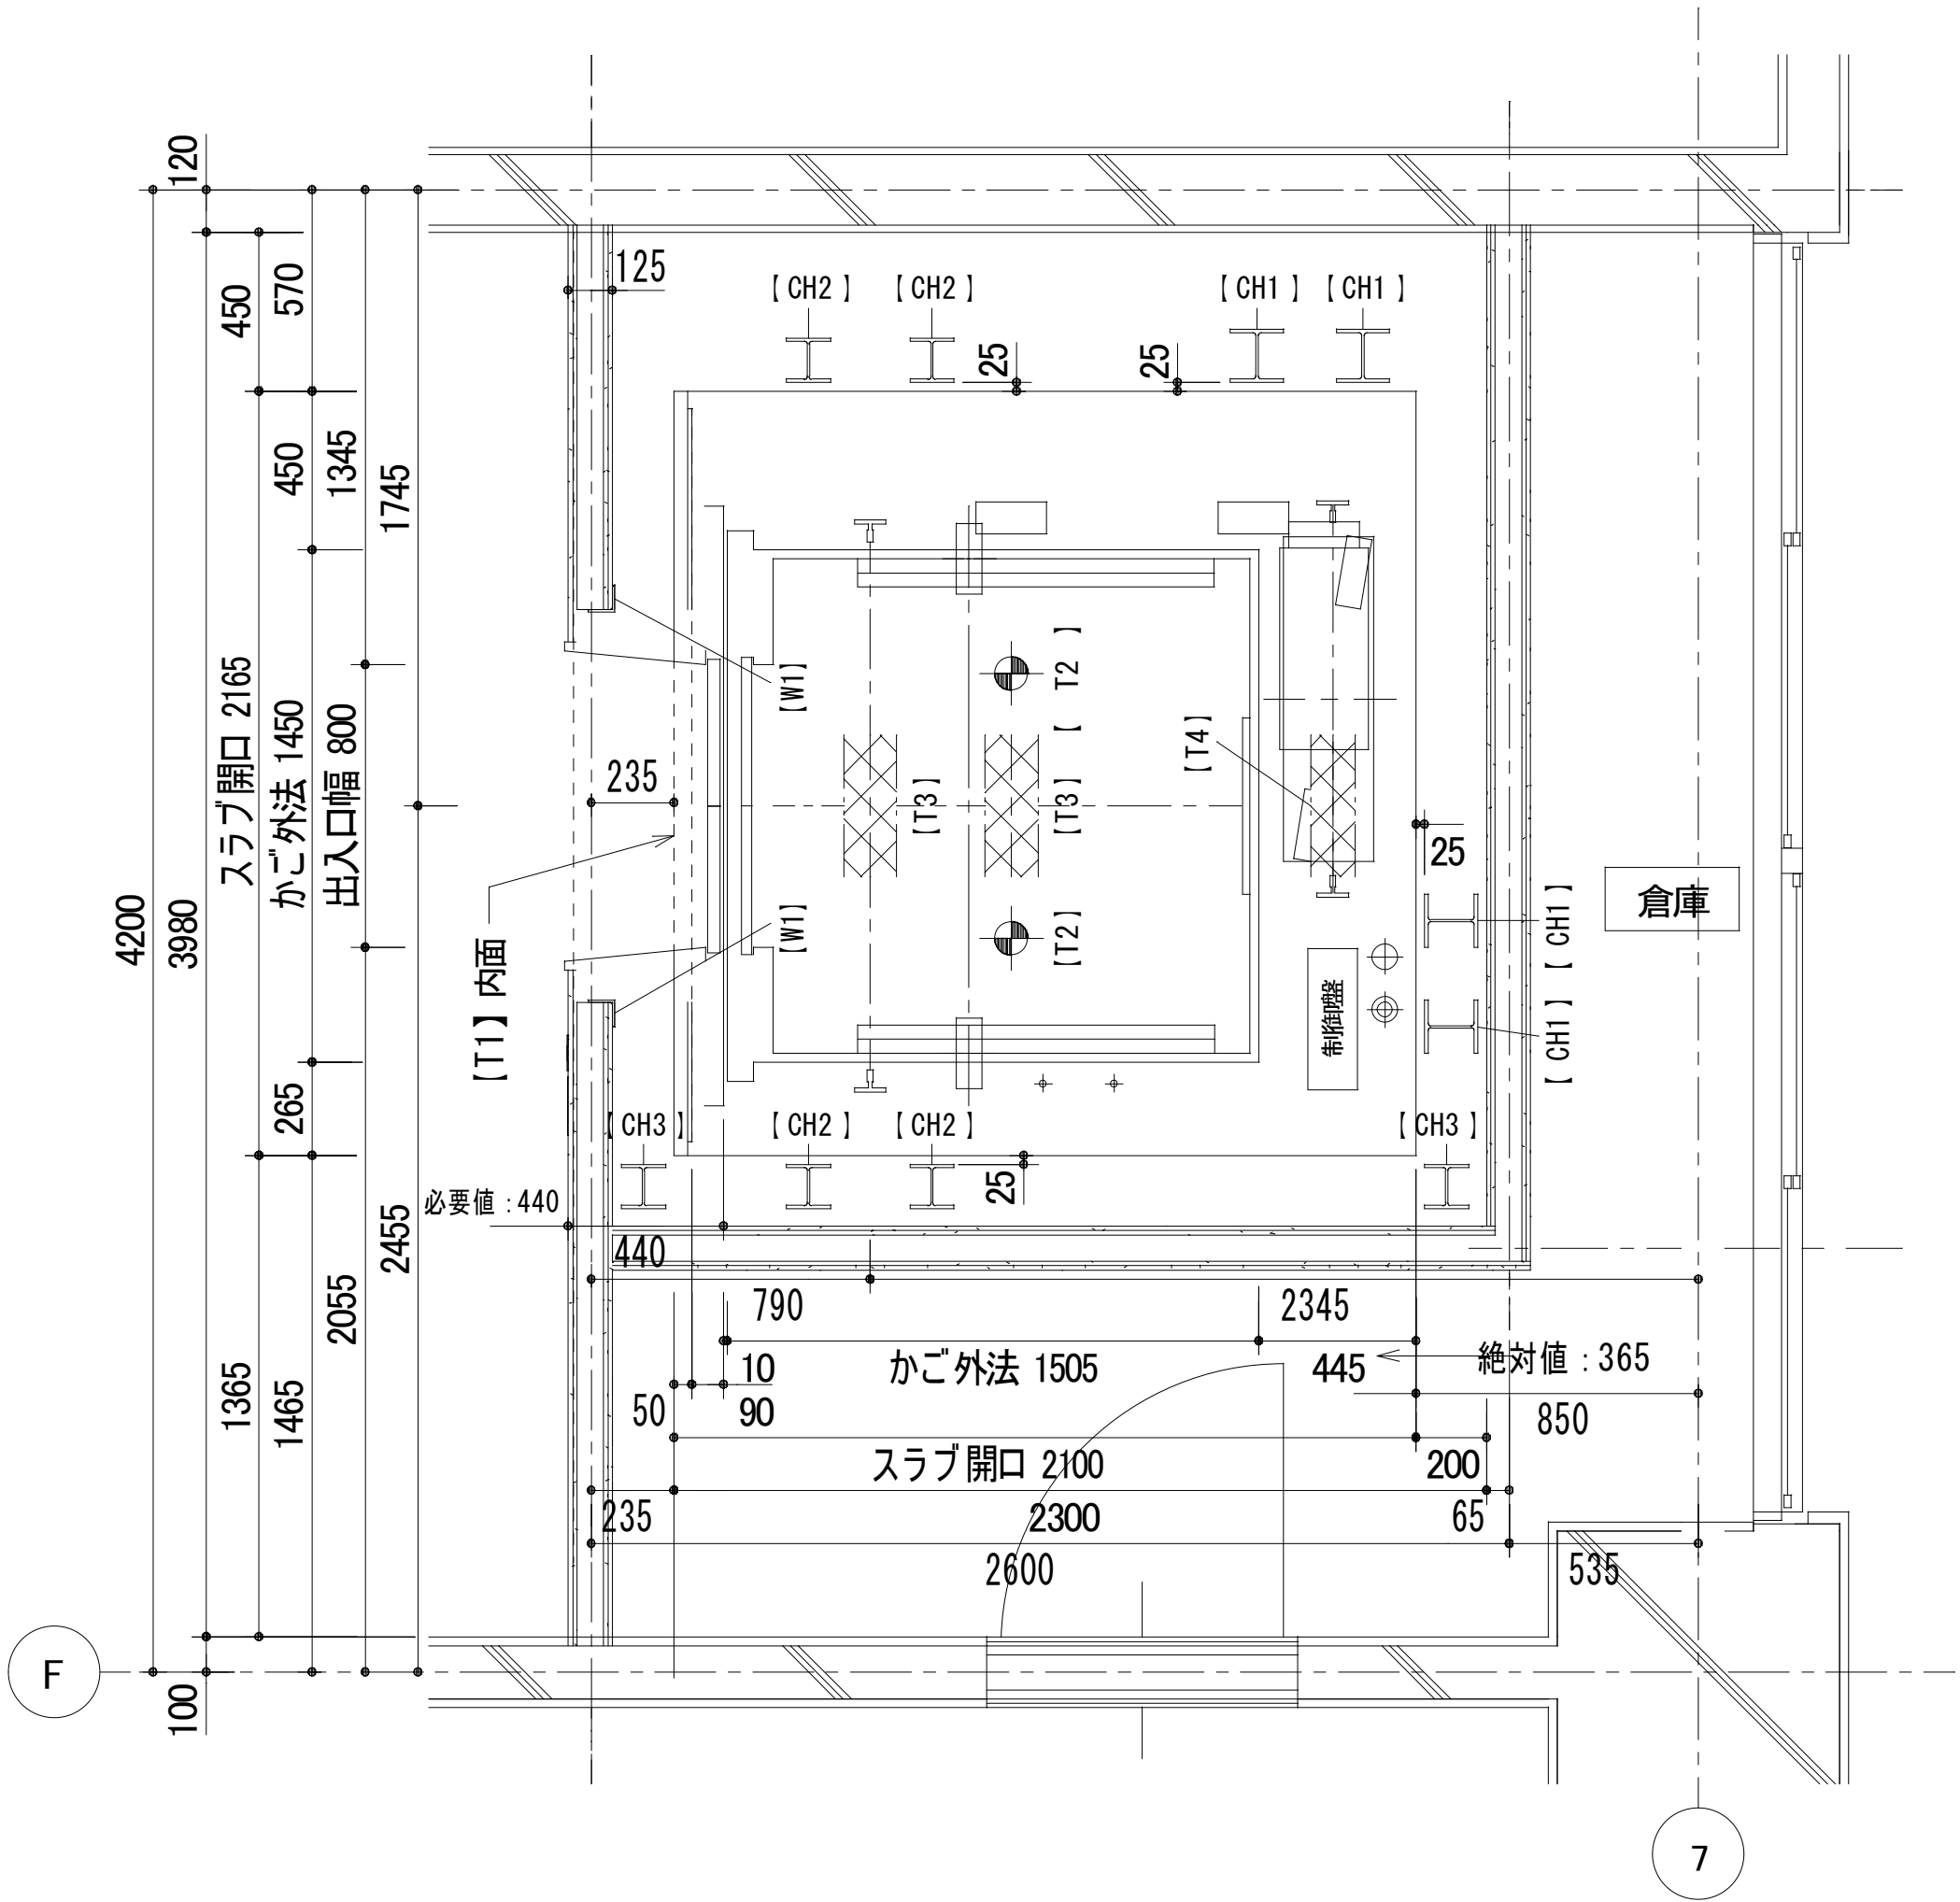 120
125
【 CH2 】
【 CH2 】
【 CH1 】
【 CH1 】
450
570
25
25
450
1345
1745
スラブ開口 2165
かご外法 1450
出入口幅 800
4200
3980
235
【W1】
【T2 】
【
【T3】
【T3】
【T4】
【T1】内面
【W1】
【T2】
25
倉庫
制御盤
【 CH1 】
【 CH1 】
265
【 CH3 】
【 CH2 】
【 CH2 】
【 CH3 】
25
必要値 : 440
440
2455
2055
1365
1465
790
2345
10
かご外法 1505
445
絶対値 : 365
50
90
850
スラブ開口 2100
200
235
2300
65
2600
535
F
100
7